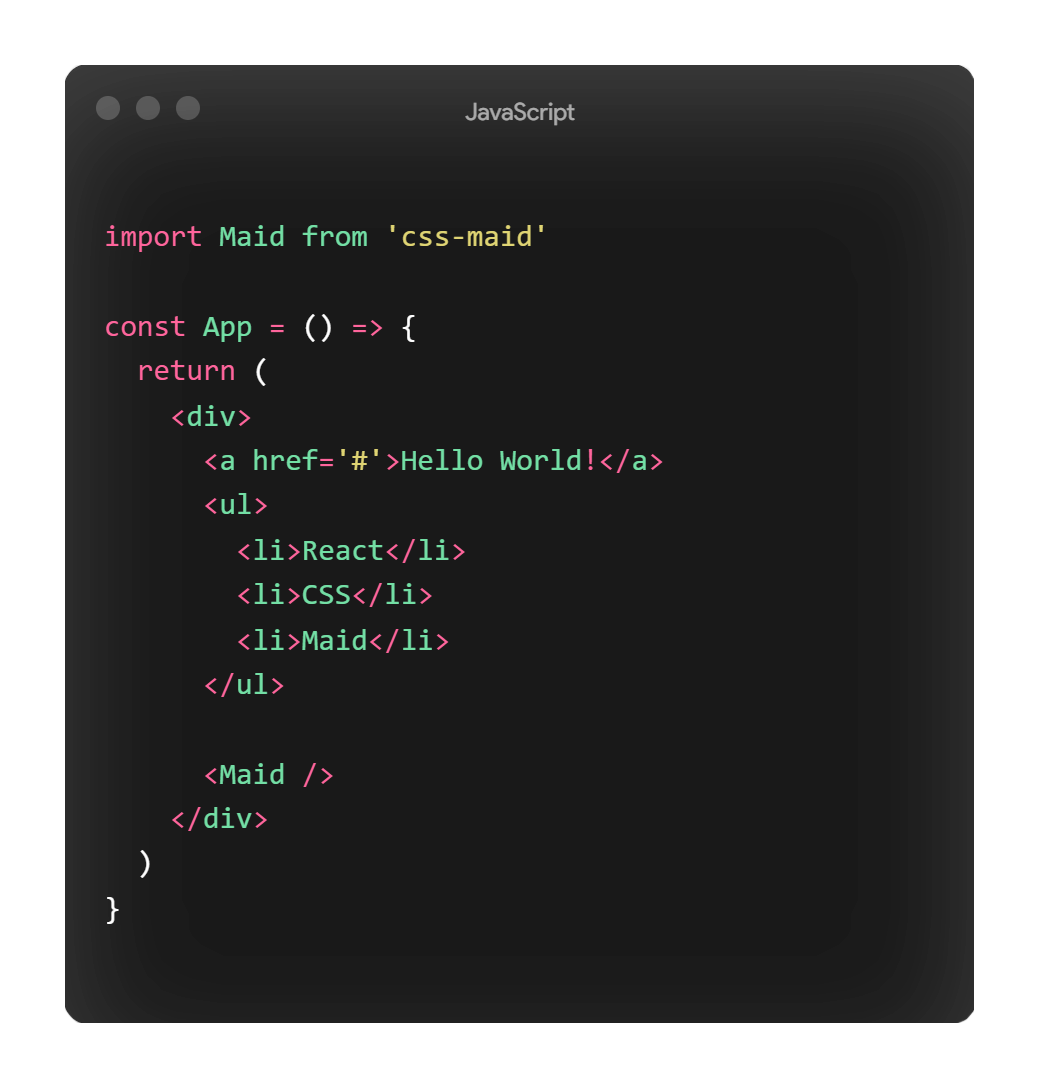 JavaScript
import Maid from 'css-maid'
const App = () => {
  return (
    <div>
      <a href='#'>Hello World!</a>
      <ul>
        <li>React</li>
        <li>CSS</li>
        <li>Maid</li>
      </ul>
      <Maid />
    </div>
  )
}